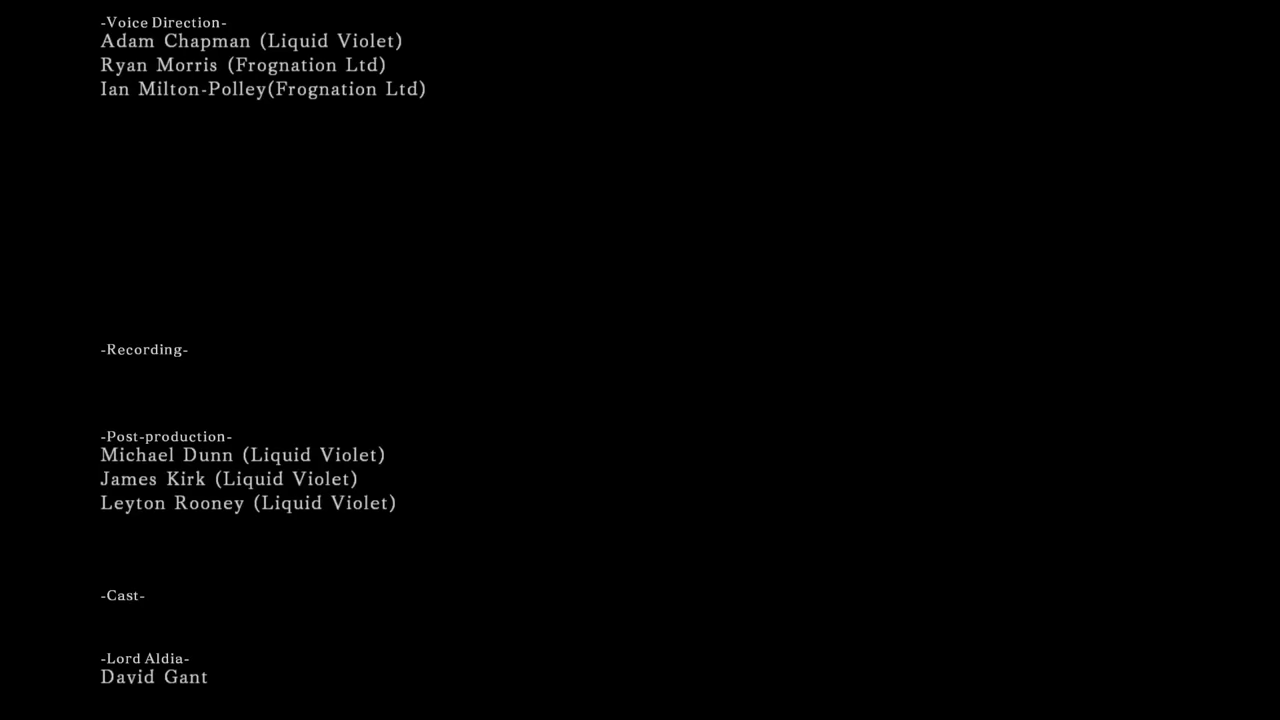 -Voice Direction-
Adam Chapman (Liquid Violet)
Ryan Morris (Frognation Ltd)
Ian Milton-Polley(Frognation Ltd)
-Recording-
-Post-production-
Michael Dunn (Liquid Violet)
James Kirk (Liquid Violet)
Leyton Rooney (Liquid Violet)
-Cast-
-Lord Aldia-
David Gant